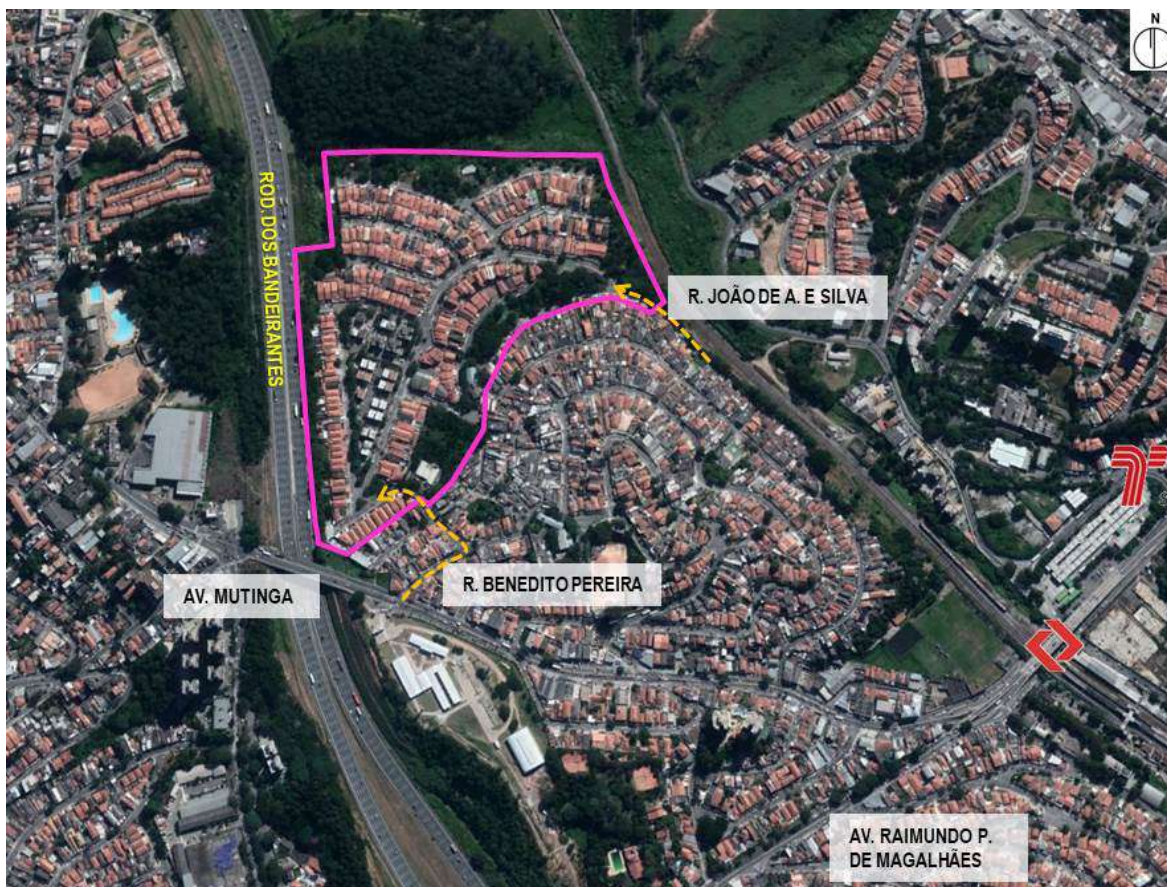 N
ROD. DOS BANDEIRANTES
R. JOÃO DE A. E SILVA
R. BENEDITO PEREIRA
AV. MUTINGA
AV. RAIMUNDO P.
DE MAGALHÃES